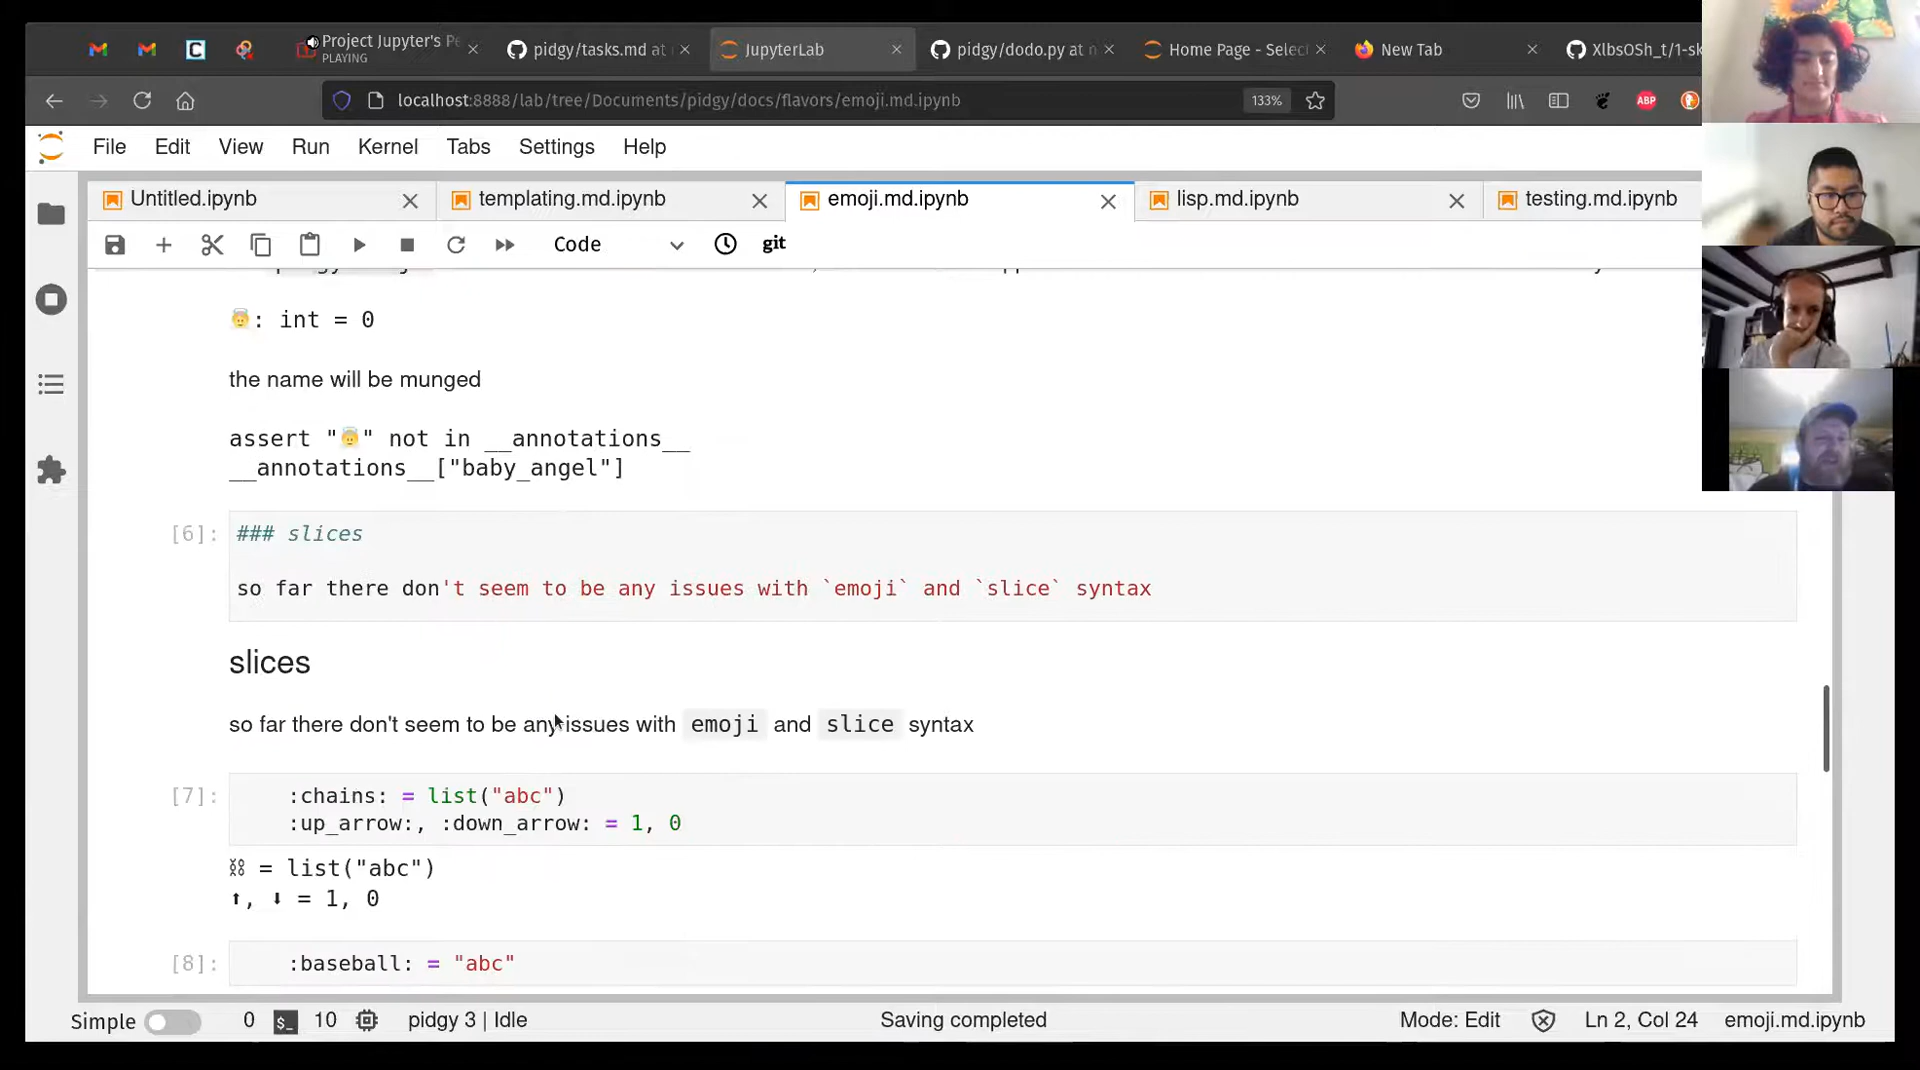 Project Jupyter's Pe
PLAYING
pidgy/tasks.md at
JupyterLab
pidgy/dodo.py at n
Home Page - Select
New Tab
XlbsOSh_t/1-sk
localhost:8888/lab/tree/Documents/pidgy/docs/flavors/emoji.md.ipynb
133%
ABP
File Edit View Run Kernel Tabs Settings Help
Untitled.ipynb
templating.md.ipynb
emoji.md.ipynb
lisp.md.ipynb
testing.md.ipynb
Code
git
👼: int = 0
the name will be munged
assert "👼" not in __annotations__
__annotations__["baby_angel"]
[6]: ### slices
so far there don't seem to be any issues with `emoji` and `slice` syntax
slices
so far there don't seem to be any issues with emoji and slice syntax
[7]: :chains: = list("abc")
:up_arrow:, :down_arrow: = 1, 0
⛓ = list("abc")
⬆, ⬇ = 1, 0
[8]: :baseball: = "abc"
Simple 0 $_ 10 pidgy 3 | Idle Saving completed Mode: Edit Ln 2, Col 24 emoji.md.ipynb